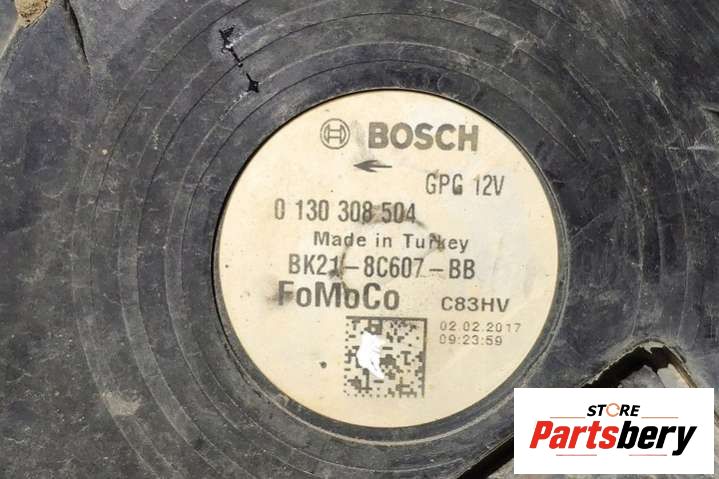 BOSCH
GPG 12V
0 130 308 504
Made in Turkey
BK21-8C607-BB
FoMoCo C83HV
02.02.2017
09:23:59
STORE
Partsbery